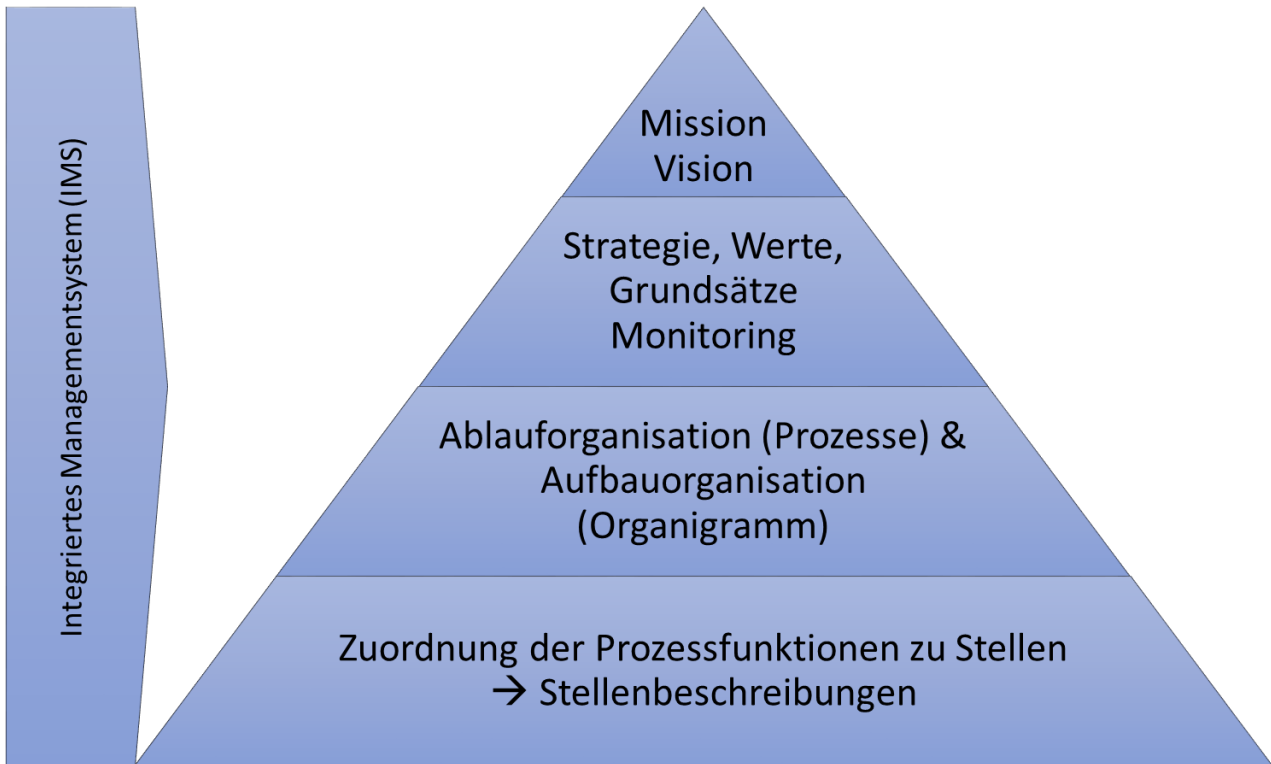 Integriertes Managementsystem (IMS)
Mission
Vision
Strategie, Werte,
Grundsätze
Monitoring
Ablauforganisation (Prozesse) &
Aufbauorganisation
(Organigramm)
Zuordnung der Prozessfunktionen zu Stellen
→ Stellenbeschreibungen